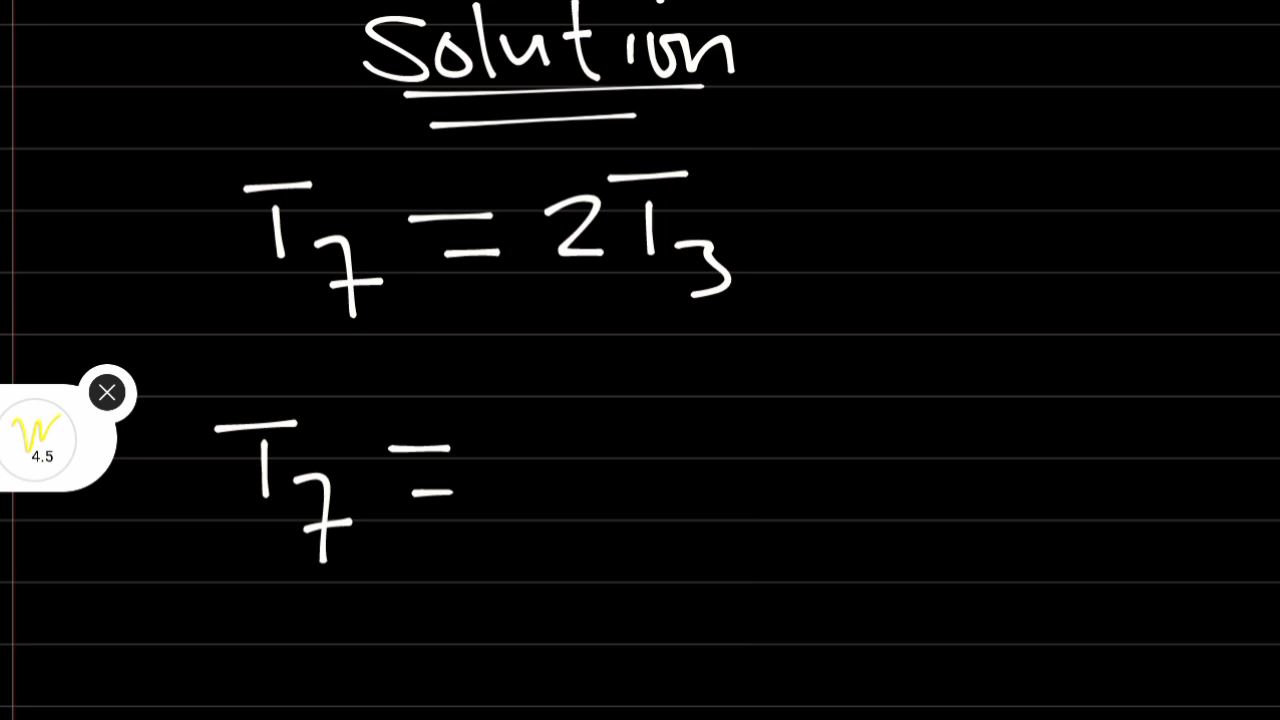 Solution
T₇ = 2T₃
T₇ =
W
4.5